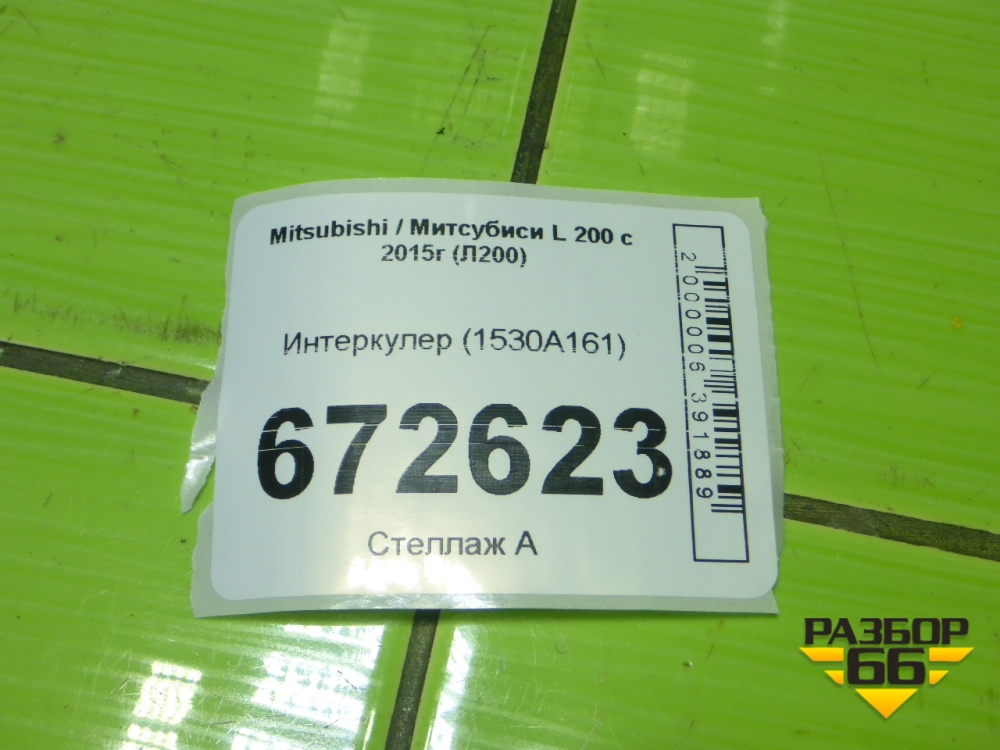 Mitsubishi / Митсубиси L 200 с
2015г (Л200)
Интеркулер (1530A161)
672623
Стеллаж А
2000006391889
РАЗБОР
66